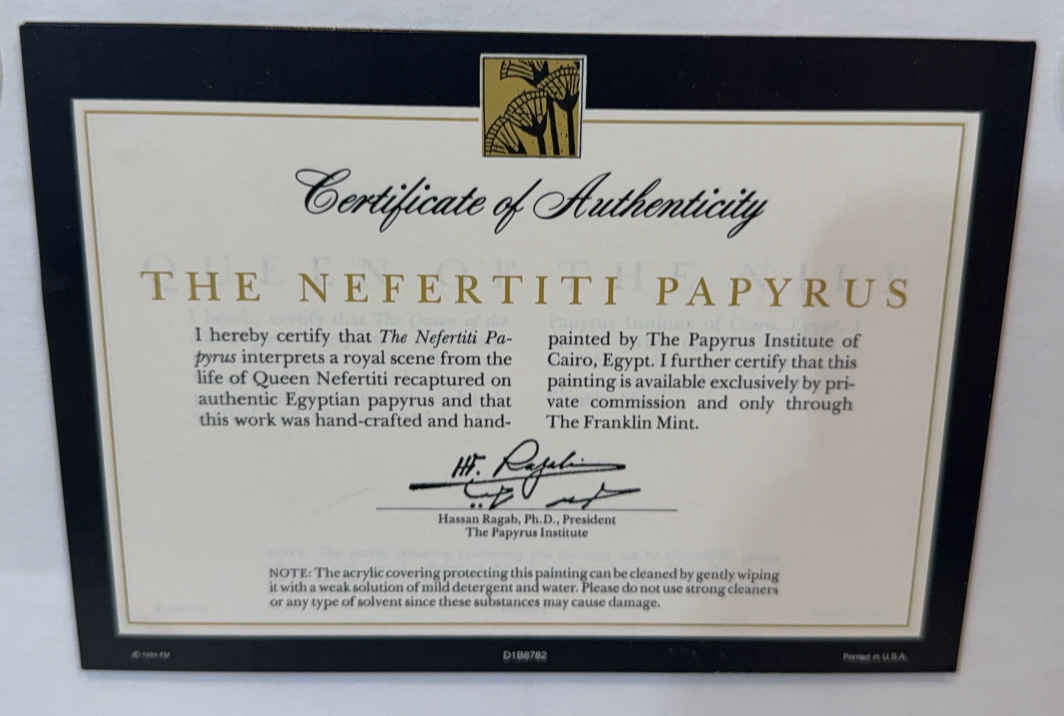 Certificate of Authenticity
THE NEFERTITI PAPYRUS
I hereby certify that The Nefertiti Pa-
pyrus interprets a royal scene from the
life of Queen Nefertiti recaptured on
authentic Egyptian papyrus and that
this work was hand-crafted and hand-
painted by The Papyrus Institute of
Cairo, Egypt. I further certify that this
painting is available exclusively by pri-
vate commission and only through
The Franklin Mint.
H. Ragab
Hassan Ragab, Ph.D., President
The Papyrus Institute
NOTE: The acrylic covering protecting this painting can be cleaned by gently wiping
it with a weak solution of mild detergent and water. Please do not use strong cleaners
or any type of solvent since these substances may cause damage.
D1B8782
Printed in U.S.A.